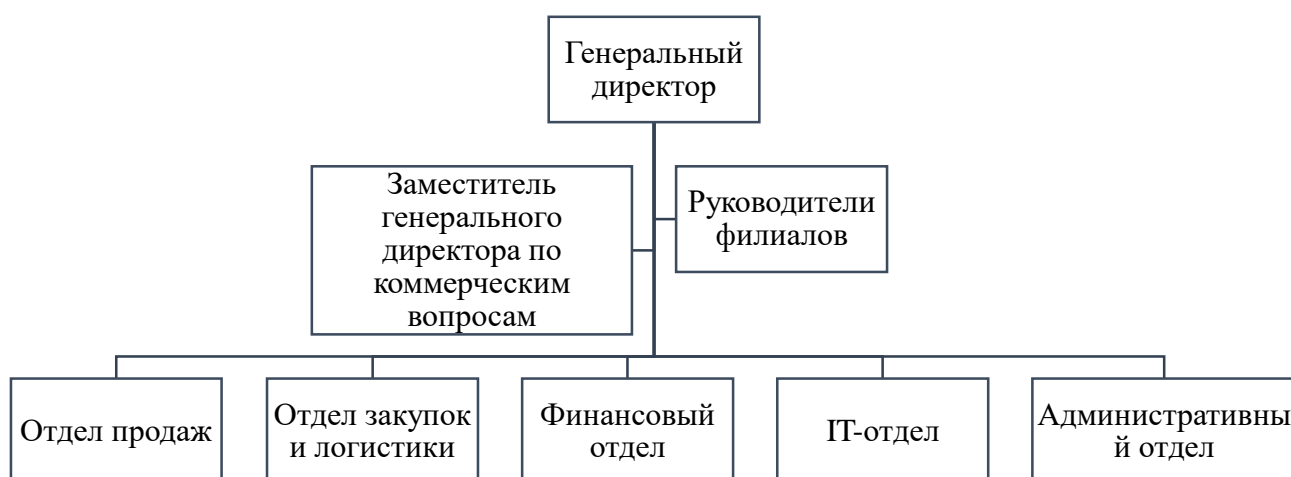 Генеральный
директор
Заместитель
генерального
директора по
коммерческим
вопросам
Руководители
филиалов
Отдел продаж
Отдел закупок
и логистики
Финансовый
отдел
IT-отдел
Административны
й отдел